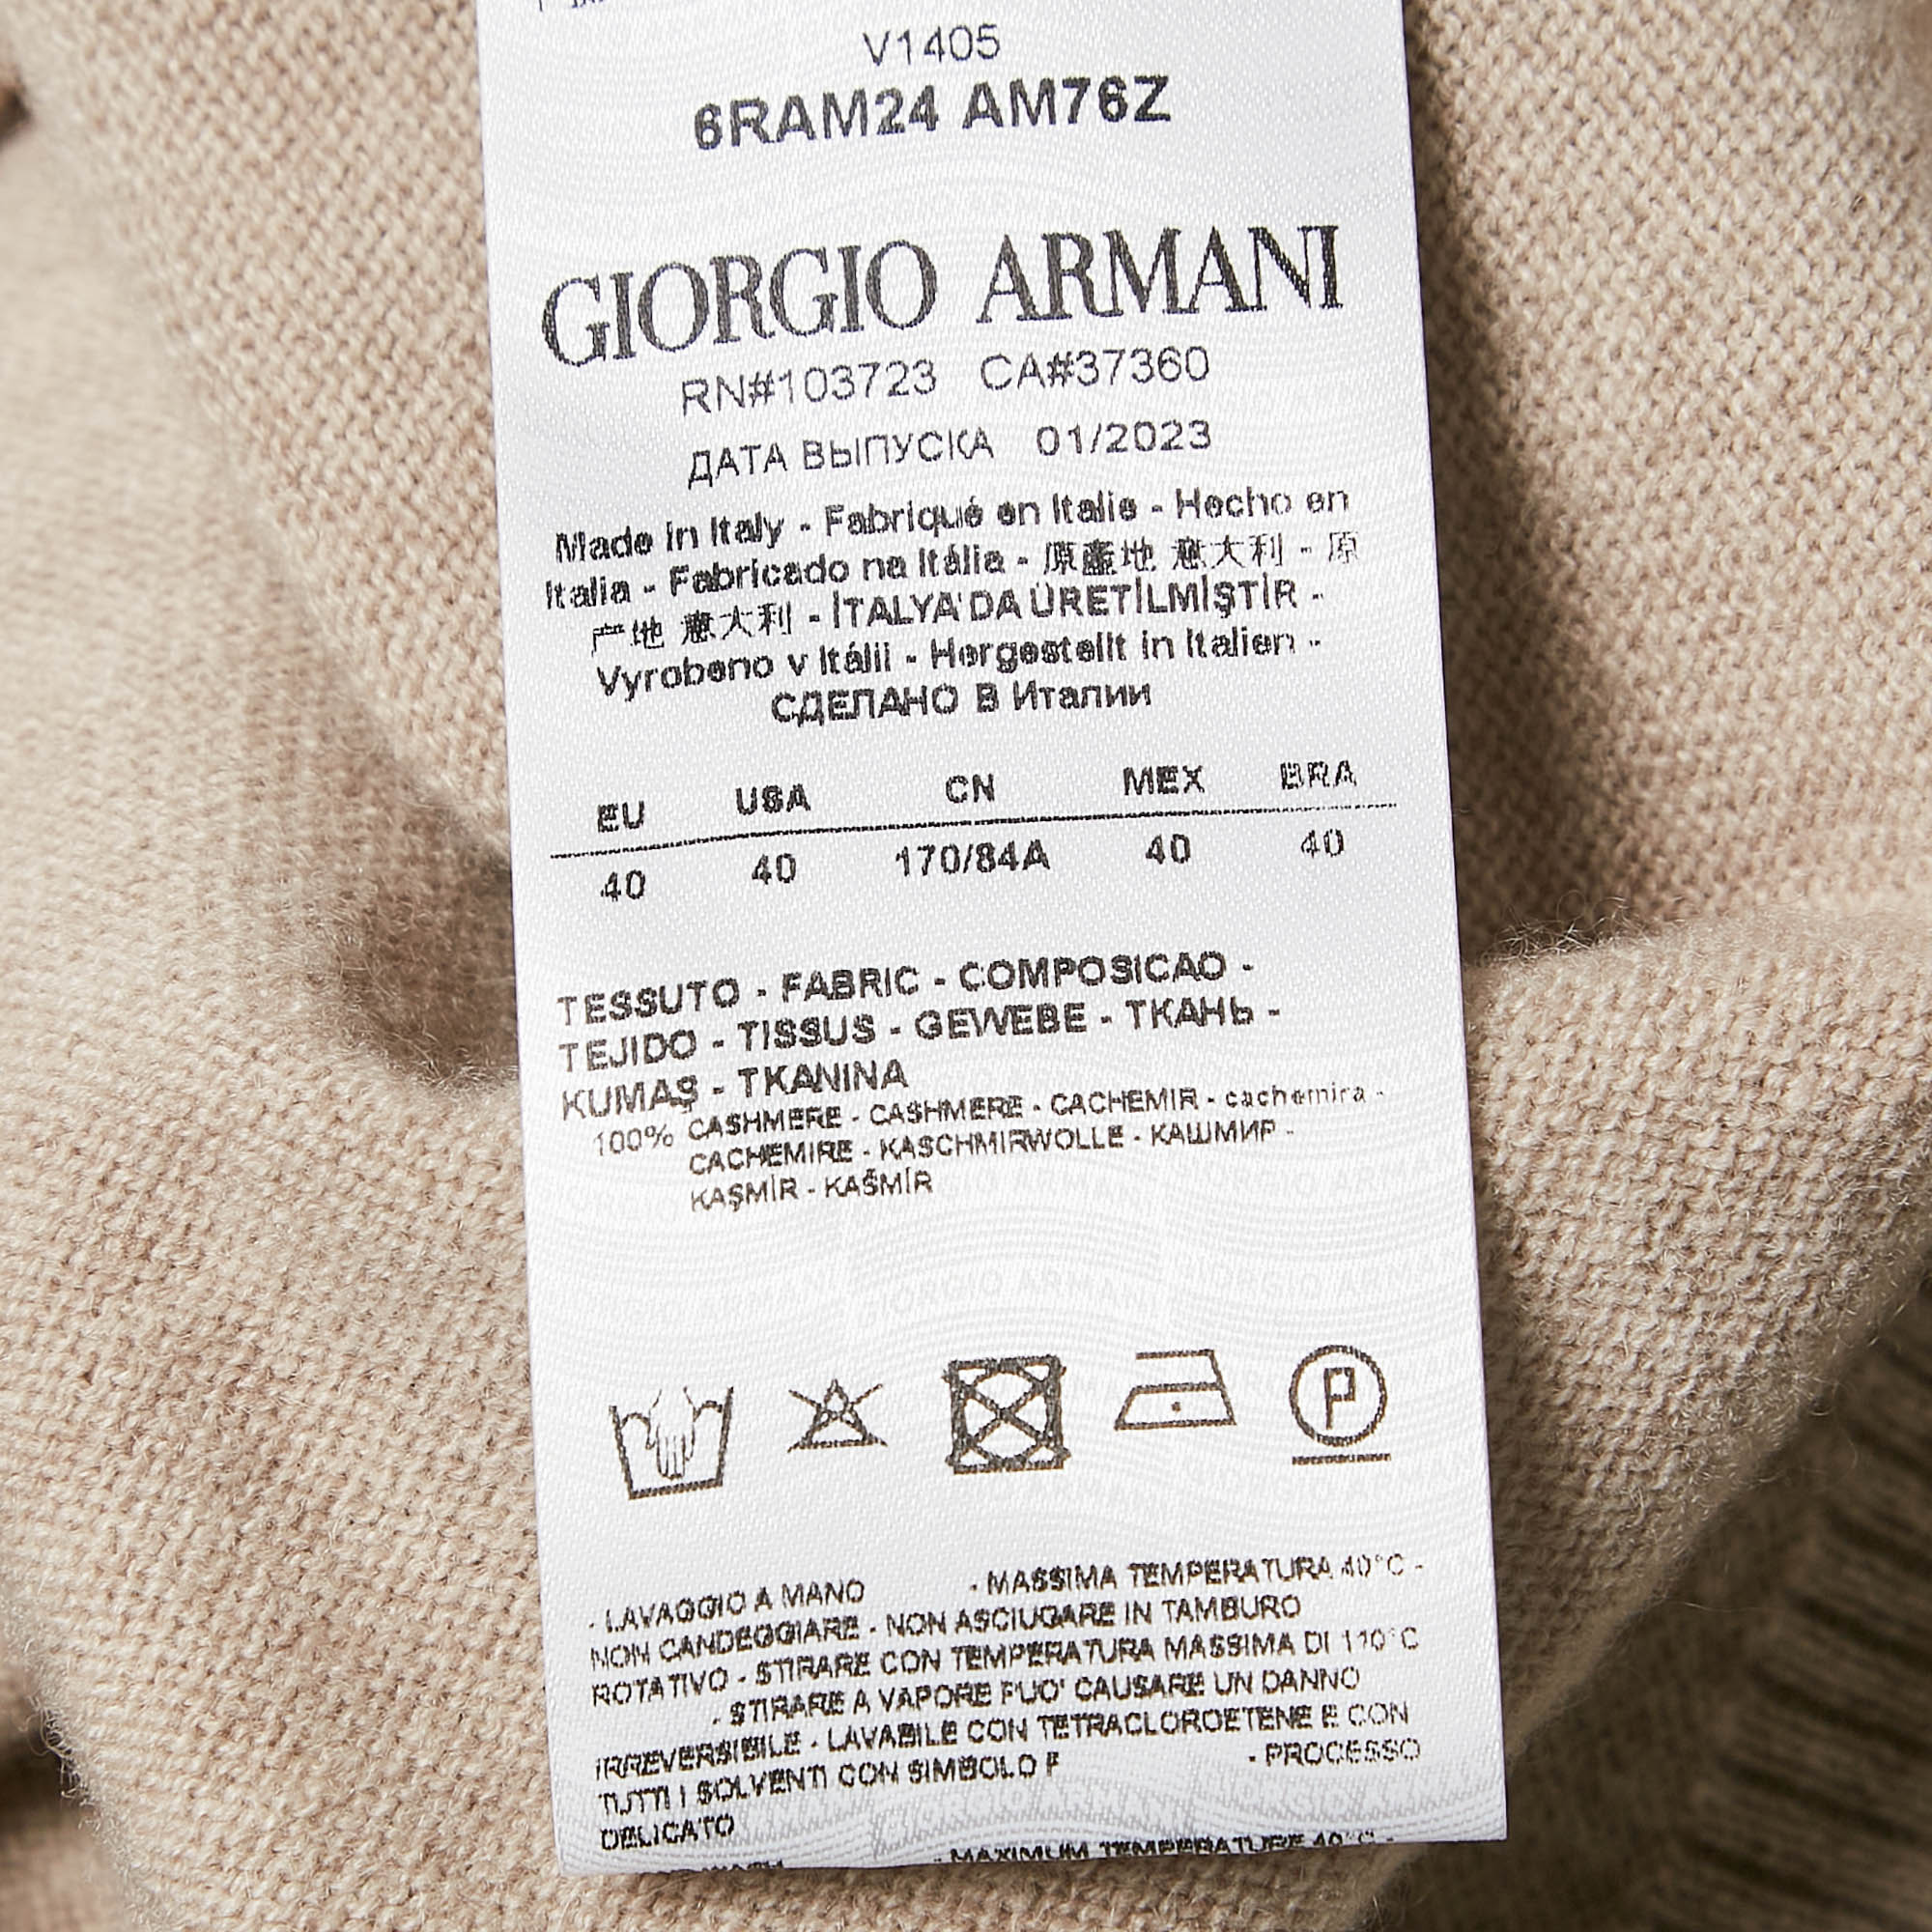 V1405
6RAM24 AM76Z
GIORGIO ARMANI
RN#103723 CA#37360
ДАТА ВЫПУСКА 01/2023
Made in Italy - Fabriqué en Italie - Hecho en
Italia - Fabricado na Itália - 原產地 意大利 - 原
产地 意大利 - İTALYA'DA ÜRETİLMİŞTİR -
Vyrobeno v Itálii - Hergestellt in Italien -
СДЕЛАНО В Италии
EU USA CN MEX BRA
40 40 170/84A 40 40
TESSUTO - FABRIC - COMPOSICAO -
TEJIDO - TISSUS - GEWEBE - ТКАНЬ -
KUMAŞ - TKANINA
100% CASHMERE - CASHMERE - CACHEMIR - cachemira -
CACHEMIRE - KASCHMIRWOLLE - КАШМИР -
KAŞMİR - KAŠMÍR
P
- LAVAGGIO A MANO - MASSIMA TEMPERATURA 40°C -
NON CANDEGGIARE - NON ASCIUGARE IN TAMBURO
ROTATIVO - STIRARE CON TEMPERATURA MASSIMA DI 110°C
- STIRARE A VAPORE PUO' CAUSARE UN DANNO
IRREVERSIBILE - LAVABILE CON TETRACLOROETENE E CON
TUTTI I SOLVENTI CON SIMBOLO F - PROCESSO
DELICATO
- MAXIMUM TEMPERATURE 40°C -